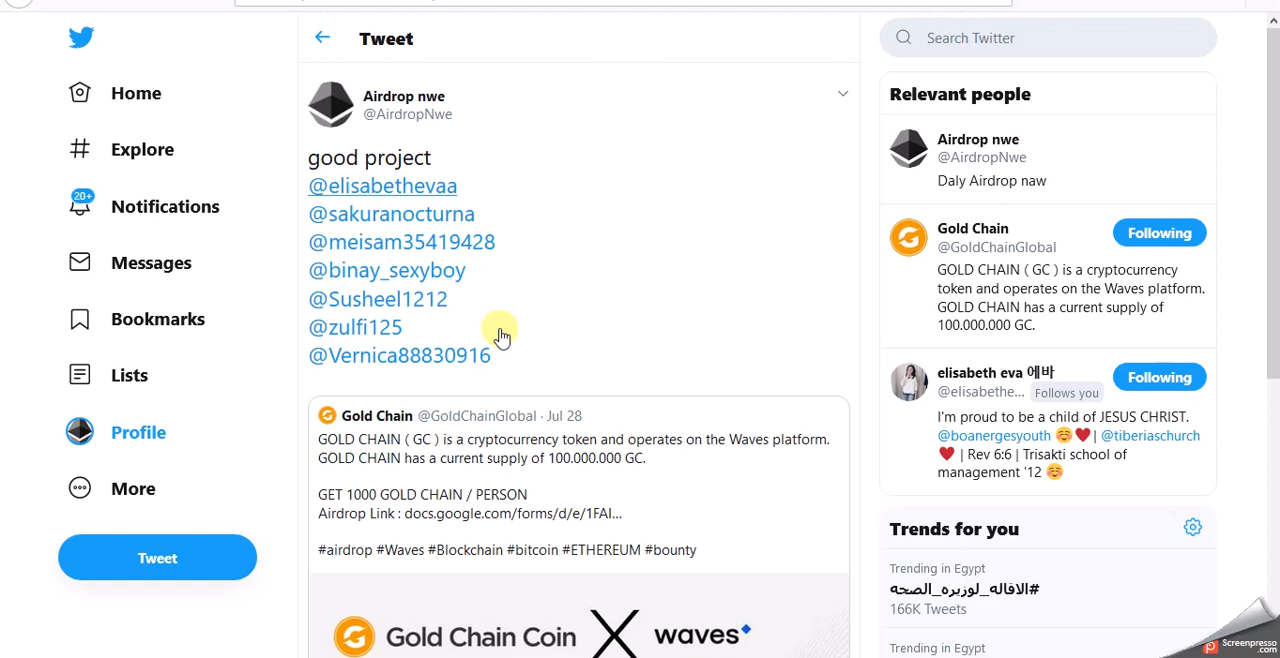 Home
Explore
20+
Notifications
Messages
Bookmarks
Lists
Profile
More
Tweet
Tweet
Airdrop nwe
@AirdropNwe
good project
@elisabethevaa
@sakuranocturna
@meisam35419428
@binay_sexyboy
@Susheel1212
@zulfi125
@Vernica88830916
Gold Chain @GoldChainGlobal · Jul 28
GOLD CHAIN ( GC ) is a cryptocurrency token and operates on the Waves platform.
GOLD CHAIN has a current supply of 100.000.000 GC.
GET 1000 GOLD CHAIN / PERSON
Airdrop Link : docs.google.com/forms/d/e/1FAI...
#airdrop #Waves #Blockchain #bitcoin #ETHEREUM #bounty
Gold Chain Coin X waves
Search Twitter
Relevant people
Airdrop nwe
@AirdropNwe
Daly Airdrop naw
Gold Chain
@GoldChainGlobal
Following
GOLD CHAIN ( GC ) is a cryptocurrency
token and operates on the Waves platform.
GOLD CHAIN has a current supply of
100.000.000 GC.
elisabeth eva 에바
@elisabethe... Follows you
Following
I'm proud to be a child of JESUS CHRIST.
@boanergesyouth ☺️❤️| @tiberiaschurch
❤️ | Rev 6:6 | Trisakti school of
management '12 ☺️
Trends for you
Trending in Egypt
#الاقاله_لوزيره_الصحه
166K Tweets
Trending in Egypt
Screenpresso
.com